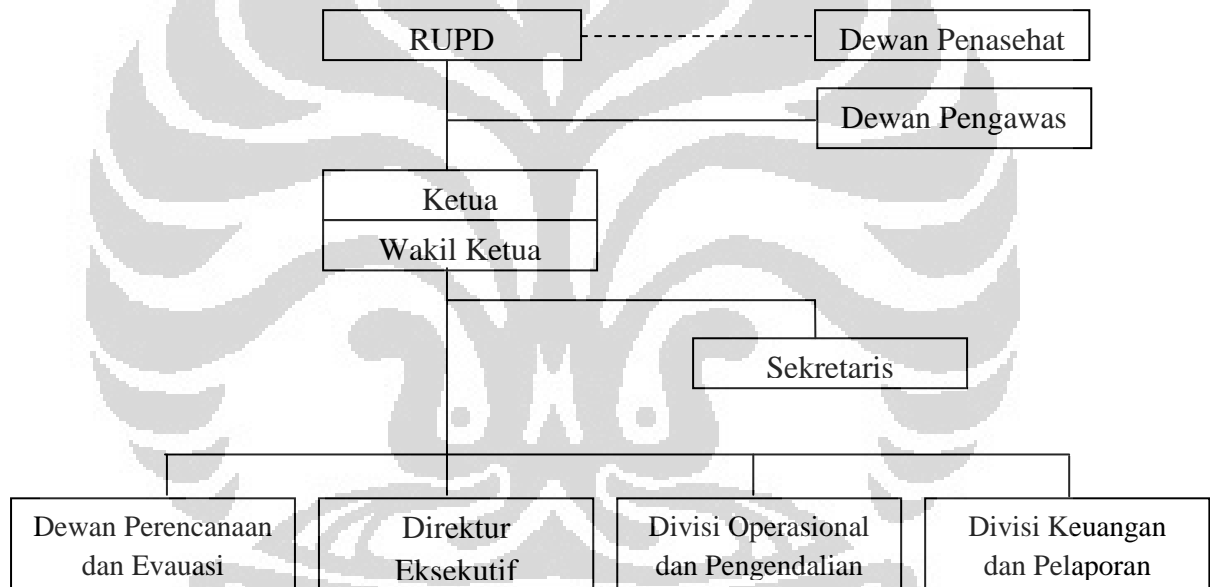 RUPD
Dewan Penasehat
Dewan Pengawas
Ketua
Wakil Ketua
Sekretaris
Dewan Perencanaan
dan Evauasi
Direktur
Eksekutif
Divisi Operasional
dan Pengendalian
Divisi Keuangan
dan Pelaporan